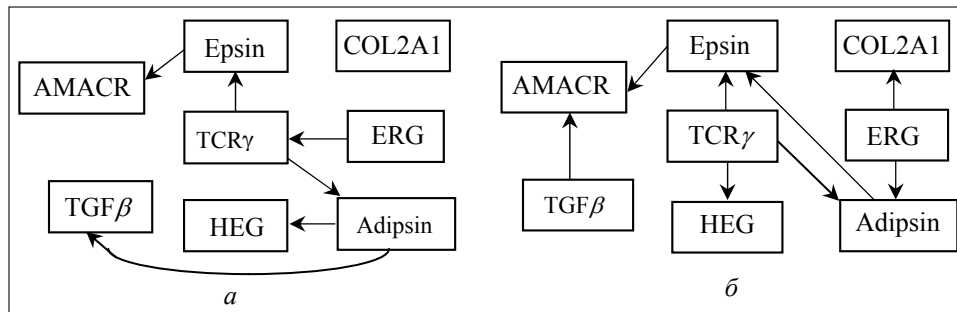 Epsin
COL2A1
AMACR
TCRγ
ERG
TGFβ
HEG
Adipsin
а
Epsin
COL2A1
AMACR
TCRγ
ERG
TGFβ
HEG
Adipsin
б